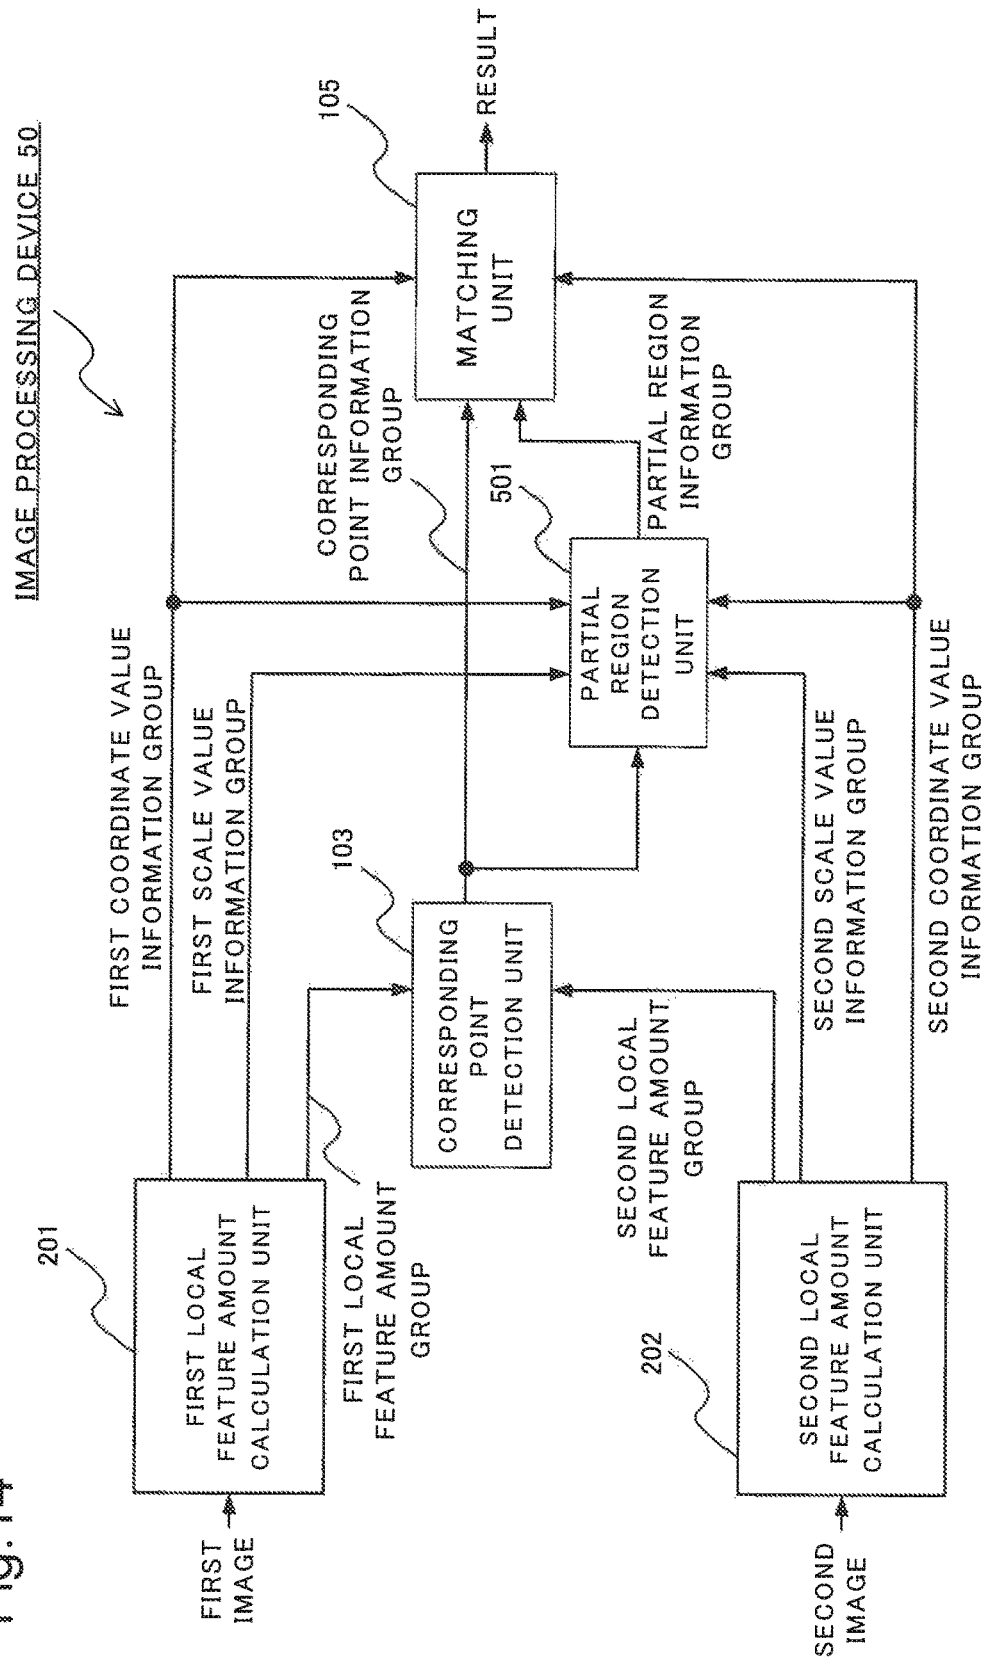 Fig. 14
IMAGE PROCESSING DEVICE 50
FIRST
IMAGE
201
FIRST LOCAL
FEATURE AMOUNT
CALCULATION UNIT
FIRST COORDINATE VALUE
INFORMATION GROUP
FIRST SCALE VALUE
INFORMATION GROUP
FIRST LOCAL
FEATURE AMOUNT
GROUP
103
CORRESPONDING
POINT
DETECTION UNIT
CORRESPONDING
POINT INFORMATION
GROUP
501
PARTIAL
REGION
DETECTION
UNIT
PARTIAL REGION
INFORMATION
GROUP
105
MATCHING
UNIT
RESULT
SECOND
IMAGE
202
SECOND LOCAL
FEATURE AMOUNT
CALCULATION UNIT
SECOND LOCAL
FEATURE AMOUNT
GROUP
SECOND SCALE VALUE
INFORMATION GROUP
SECOND COORDINATE VALUE
INFORMATION GROUP